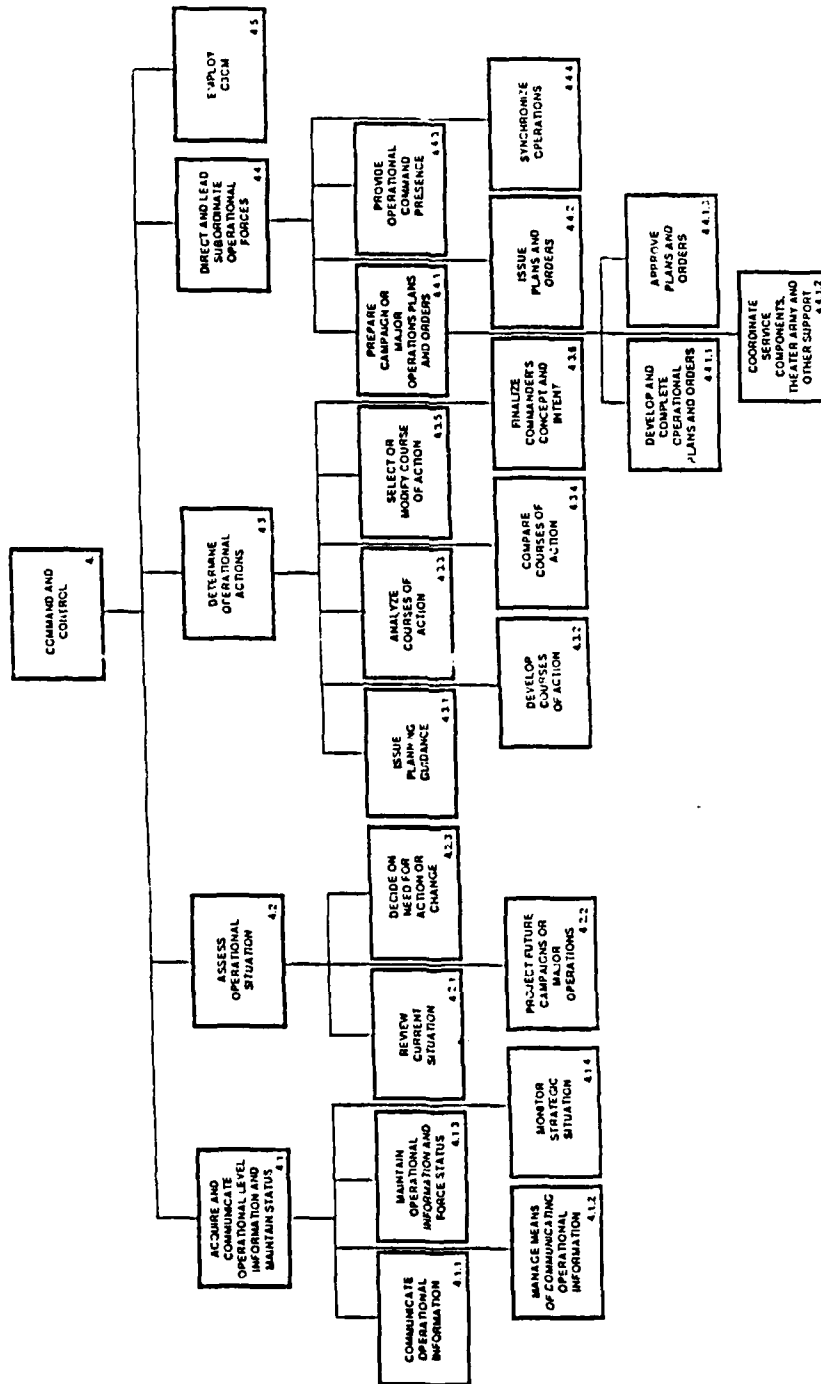 COMMAND AND
CONTROL
4.
ACQUIRE AND
COMMUNICATE
OPERATIONAL LEVEL
INFORMATION AND
MAINTAIN STATUS
4.1
ASSESS
OPERATIONAL
SITUATION
4.2
DETERMINE
OPERATIONAL
ACTIONS
4.3
DIRECT AND LEAD
SUBORDINATE
OPERATIONAL
FORCES
4.4
EMPLOY
C3CM
4.5
COMMUNICATE
OPERATIONAL
INFORMATION
4.1.1
MAINTAIN
OPERATIONAL
INFORMATION AND
FORCE STATUS
4.1.3
REVIEW
CURRENT
SITUATION
4.2.1
DECIDE ON
NEED FOR
ACTION OR
CHANGE
4.2.3
ISSUE
PLANNING
GUIDANCE
4.3.1
ANALYZE
COURSES OF
ACTION
4.3.3
SELECT OR
MODIFY COURSE
OF ACTION
4.3.5
PREPARE
CAMPAIGN OR
MAJOR
OPERATIONS PLANS
AND ORDERS
4.4.1
PROVIDE
OPERATIONAL
COMMAND
PRESENCE
4.4.3
MANAGE MEANS
OF COMMUNICATING
OPERATIONAL
INFORMATION
4.1.2
MONITOR
STRATEGIC
SITUATION
4.1.4
PROJECT FUTURE
CAMPAIGNS OR
MAJOR
OPERATIONS
4.2.2
DEVELOP
COURSES
OF ACTION
4.3.2
COMPARE
COURSES OF
ACTION
4.3.4
FINALIZE
COMMANDER'S
CONCEPT AND
INTENT
4.3.6
ISSUE
PLANS AND
ORDERS
4.4.2
SYNCHRONIZE
OPERATIONS
4.4.4
DEVELOP AND
COMPLETE
OPERATIONAL
PLANS AND ORDERS
4.4.1.1
APPROVE
PLANS AND
ORDERS
4.4.1.3
COORDINATE
SERVICE
COMPONENTS,
THEATER ARMY AND
OTHER SUPPORT
4.4.1.2